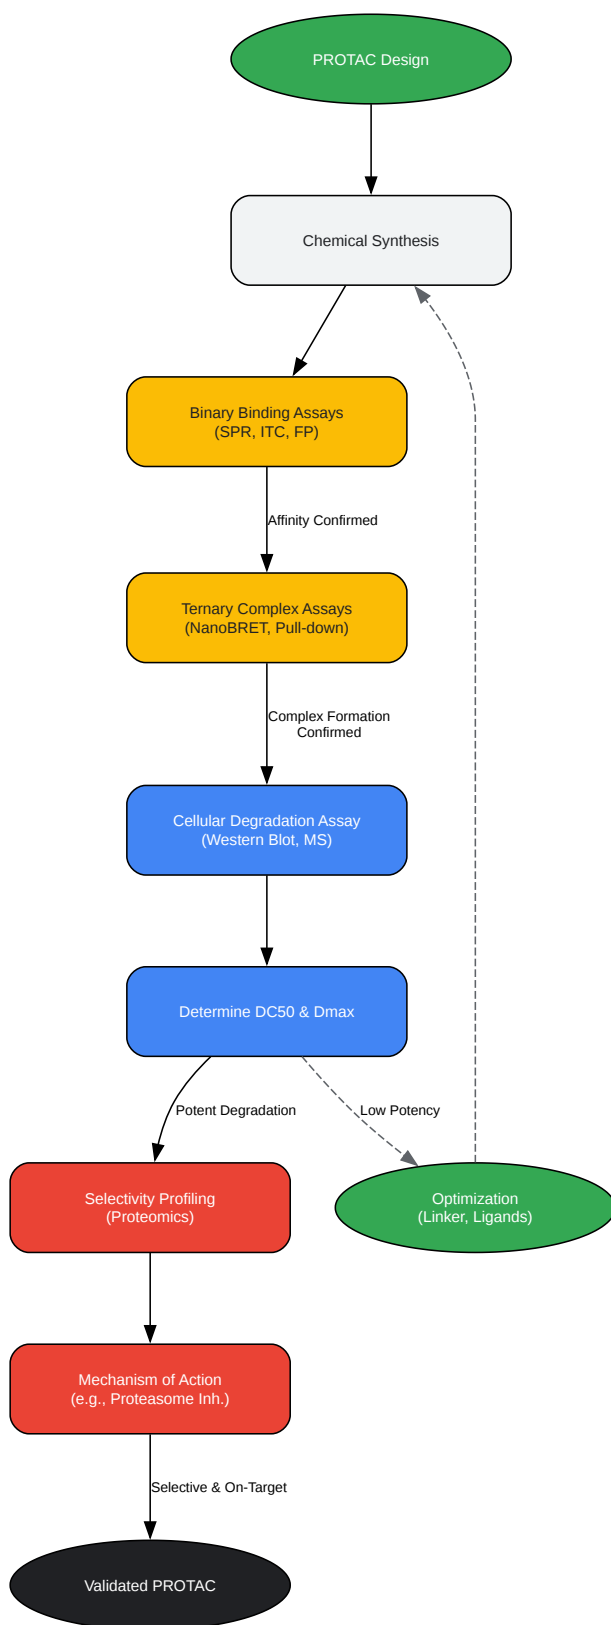 PROTAC Design
Chemical Synthesis
Binary Binding Assays
(SPR, ITC, FP)
Affinity Confirmed
Ternary Complex Assays
(NanoBRET, Pull-down)
Complex Formation
Confirmed
Cellular Degradation Assay
(Western Blot, MS)
Determine DC50 & Dmax
Potent Degradation
Low Potency
Selectivity Profiling
(Proteomics)
Optimization
(Linker, Ligands)
Mechanism of Action
(e.g., Proteasome Inh.)
Selective & On-Target
Validated PROTAC